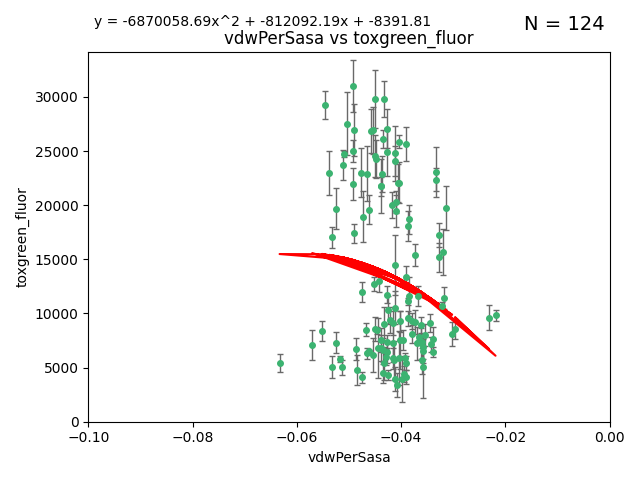 y = -6870058.69x^2 + -812092.19x + -8391.81
N = 124
vdwPerSasa vs toxgreen_fluor
30000
25000
20000
15000
10000
5000
0
toxgreen_fluor
−0.10 −0.08 −0.06 −0.04 −0.02 0.00
vdwPerSasa